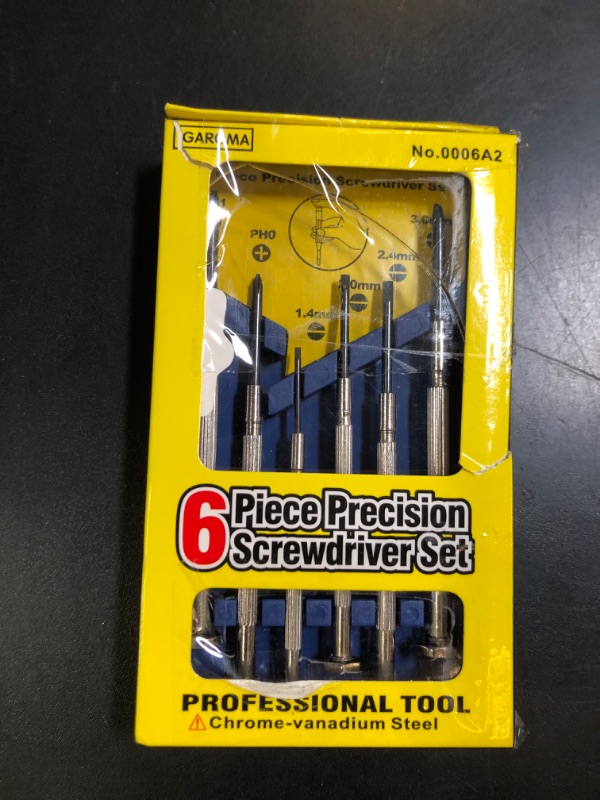 GAROMA
No.0006A2
Piece Precision Screwdriver Set
PH0
2.4mm
1.4mm
6 Piece Precision
Screwdriver Set
PROFESSIONAL TOOL
Chrome-vanadium Steel